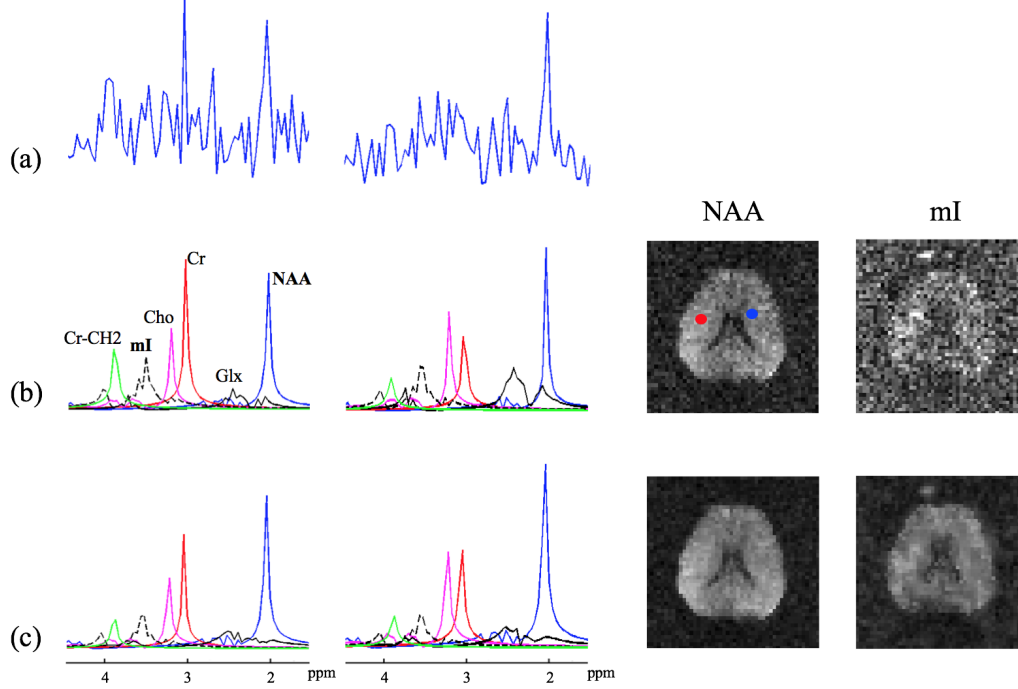 (a)
NAA mI
Cr
NAA
Cho
Cr-CH2
mI
Glx
(b)
(c)
4 3 2 ppm 4 3 2 ppm